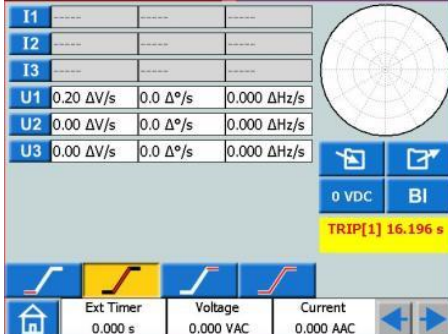 I1 ----- ----- -----
I2 ----- ----- -----
I3 ----- ----- -----
U1 0.20 ΔV/s 0.0 Δ°/s 0.000 ΔHz/s
U2 0.00 ΔV/s 0.0 Δ°/s 0.000 ΔHz/s
U3 0.00 ΔV/s 0.0 Δ°/s 0.000 ΔHz/s
0 VDC BI
TRIP[1] 16.196 s
Ext Timer Voltage Current
0.000 s 0.000 VAC 0.000 AAC